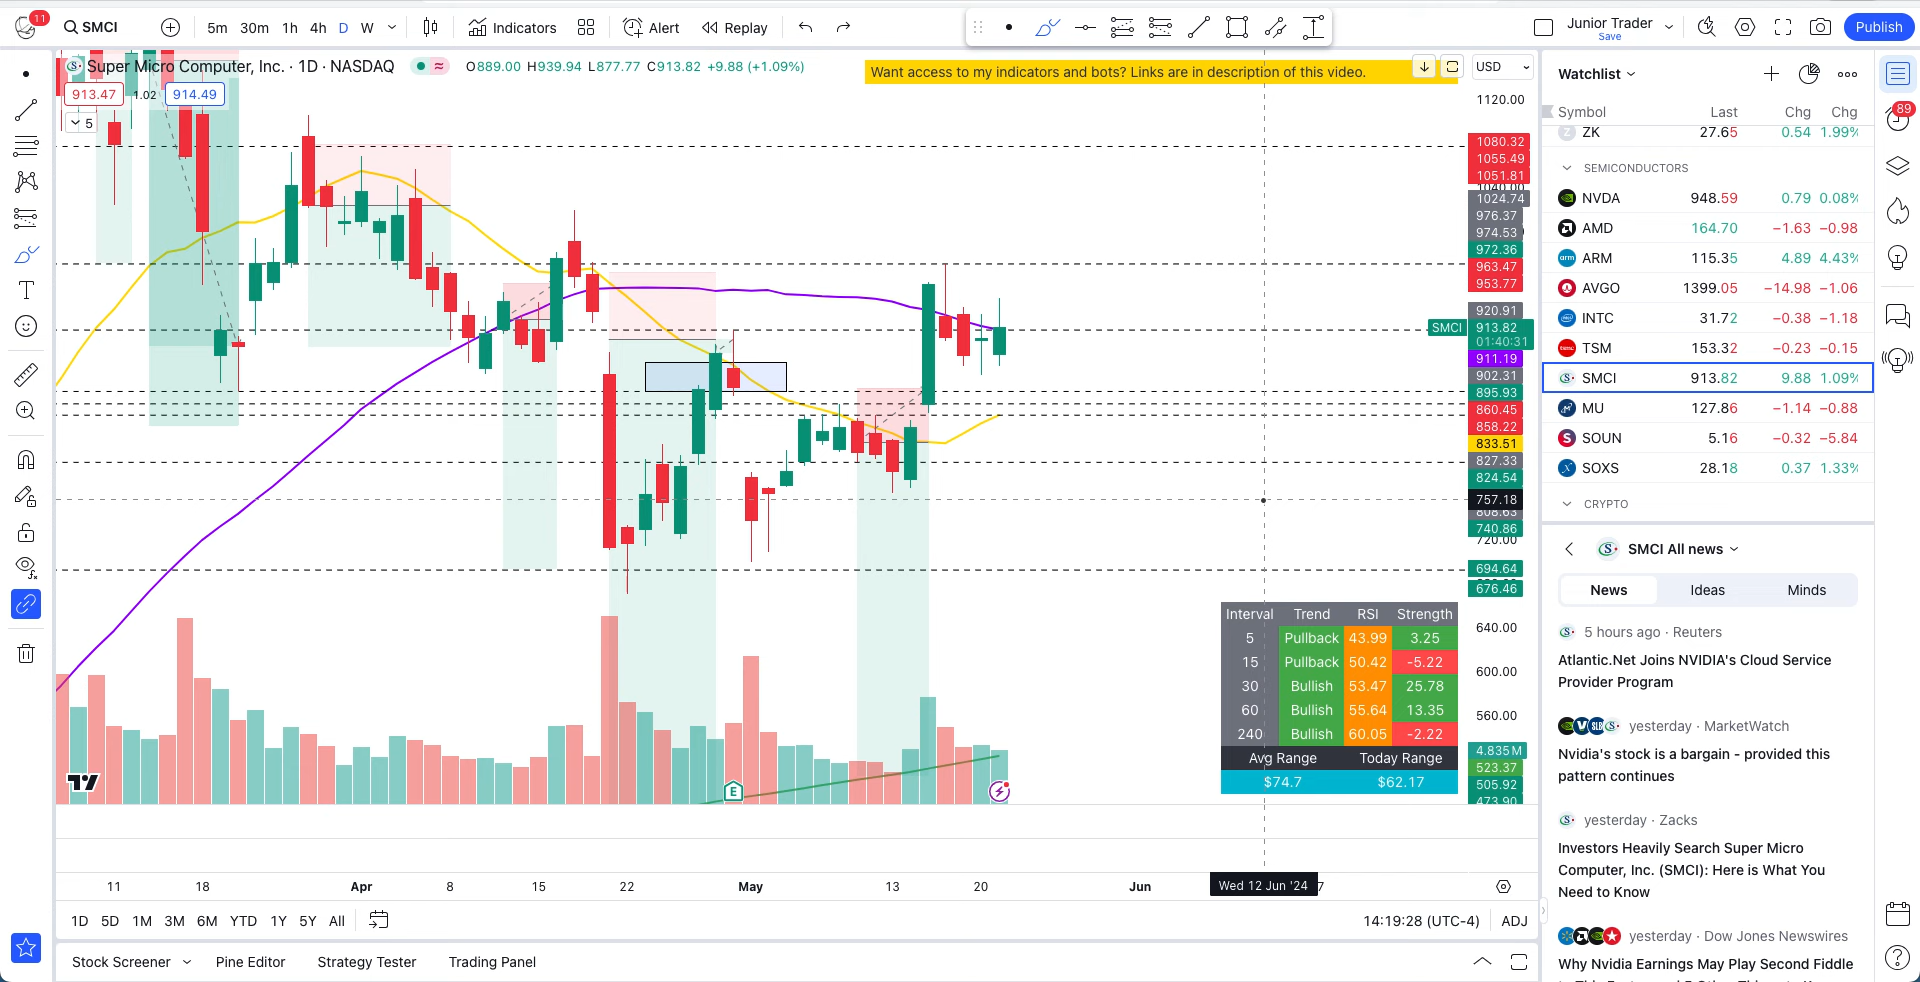 11
SMCI
5m 30m 1h 4h D W
Indicators
Alert
Replay
Junior Trader
Save
Publish
Super Micro Computer, Inc. · 1D · NASDAQ
O889.00 H939.94 L877.77 C913.82 +9.88 (+1.09%)
913.47 1.02 914.49
5
Want access to my indicators and bots? Links are in description of this video.
USD
1120.00
1080.32
1055.49
1051.81
1040.00
1024.74
976.37
974.53
972.36
963.47
953.77
920.91
SMCI 913.82
01:40:31
911.19
902.31
895.93
860.45
858.22
833.51
827.33
824.54
757.18
808.63
740.86
720.00
694.64
676.46
640.00
600.00
560.00
4.835 M
523.37
505.92
473.90
Interval Trend RSI Strength
5 Pullback 43.99 3.25
15 Pullback 50.42 -5.22
30 Bullish 53.47 25.78
60 Bullish 55.64 13.35
240 Bullish 60.05 -2.22
Avg Range Today Range
$74.7 $62.17
E
11 18 Apr 8 15 22 May 13 20 Jun Wed 12 Jun '24 7
1D 5D 1M 3M 6M YTD 1Y 5Y All
14:19:28 (UTC-4) ADJ
Stock Screener Pine Editor Strategy Tester Trading Panel
Watchlist
Symbol Last Chg Chg
ZK 27.65 0.54 1.99%
SEMICONDUCTORS
NVDA 948.59 0.79 0.08%
AMD 164.70 −1.63 −0.98
ARM 115.35 4.89 4.43%
AVGO 1399.05 −14.98 −1.06
INTC 31.72 −0.38 −1.18
TSM 153.32 −0.23 −0.15
SMCI 913.82 9.88 1.09%
MU 127.86 −1.14 −0.88
SOUN 5.16 −0.32 −5.84
SOXS 28.18 0.37 1.33%
CRYPTO
SMCI All news
News Ideas Minds
5 hours ago · Reuters
Atlantic.Net Joins NVIDIA's Cloud Service
Provider Program
yesterday · MarketWatch
Nvidia's stock is a bargain - provided this
pattern continues
yesterday · Zacks
Investors Heavily Search Super Micro
Computer, Inc. (SMCI): Here is What You
Need to Know
yesterday · Dow Jones Newswires
Why Nvidia Earnings May Play Second Fiddle
89